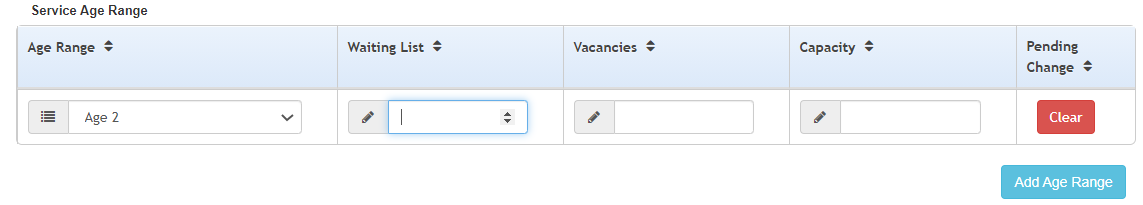 Service Age Range
Age Range Waiting List Vacancies Capacity Pending
Change
Age 2 Clear
Add Age Range